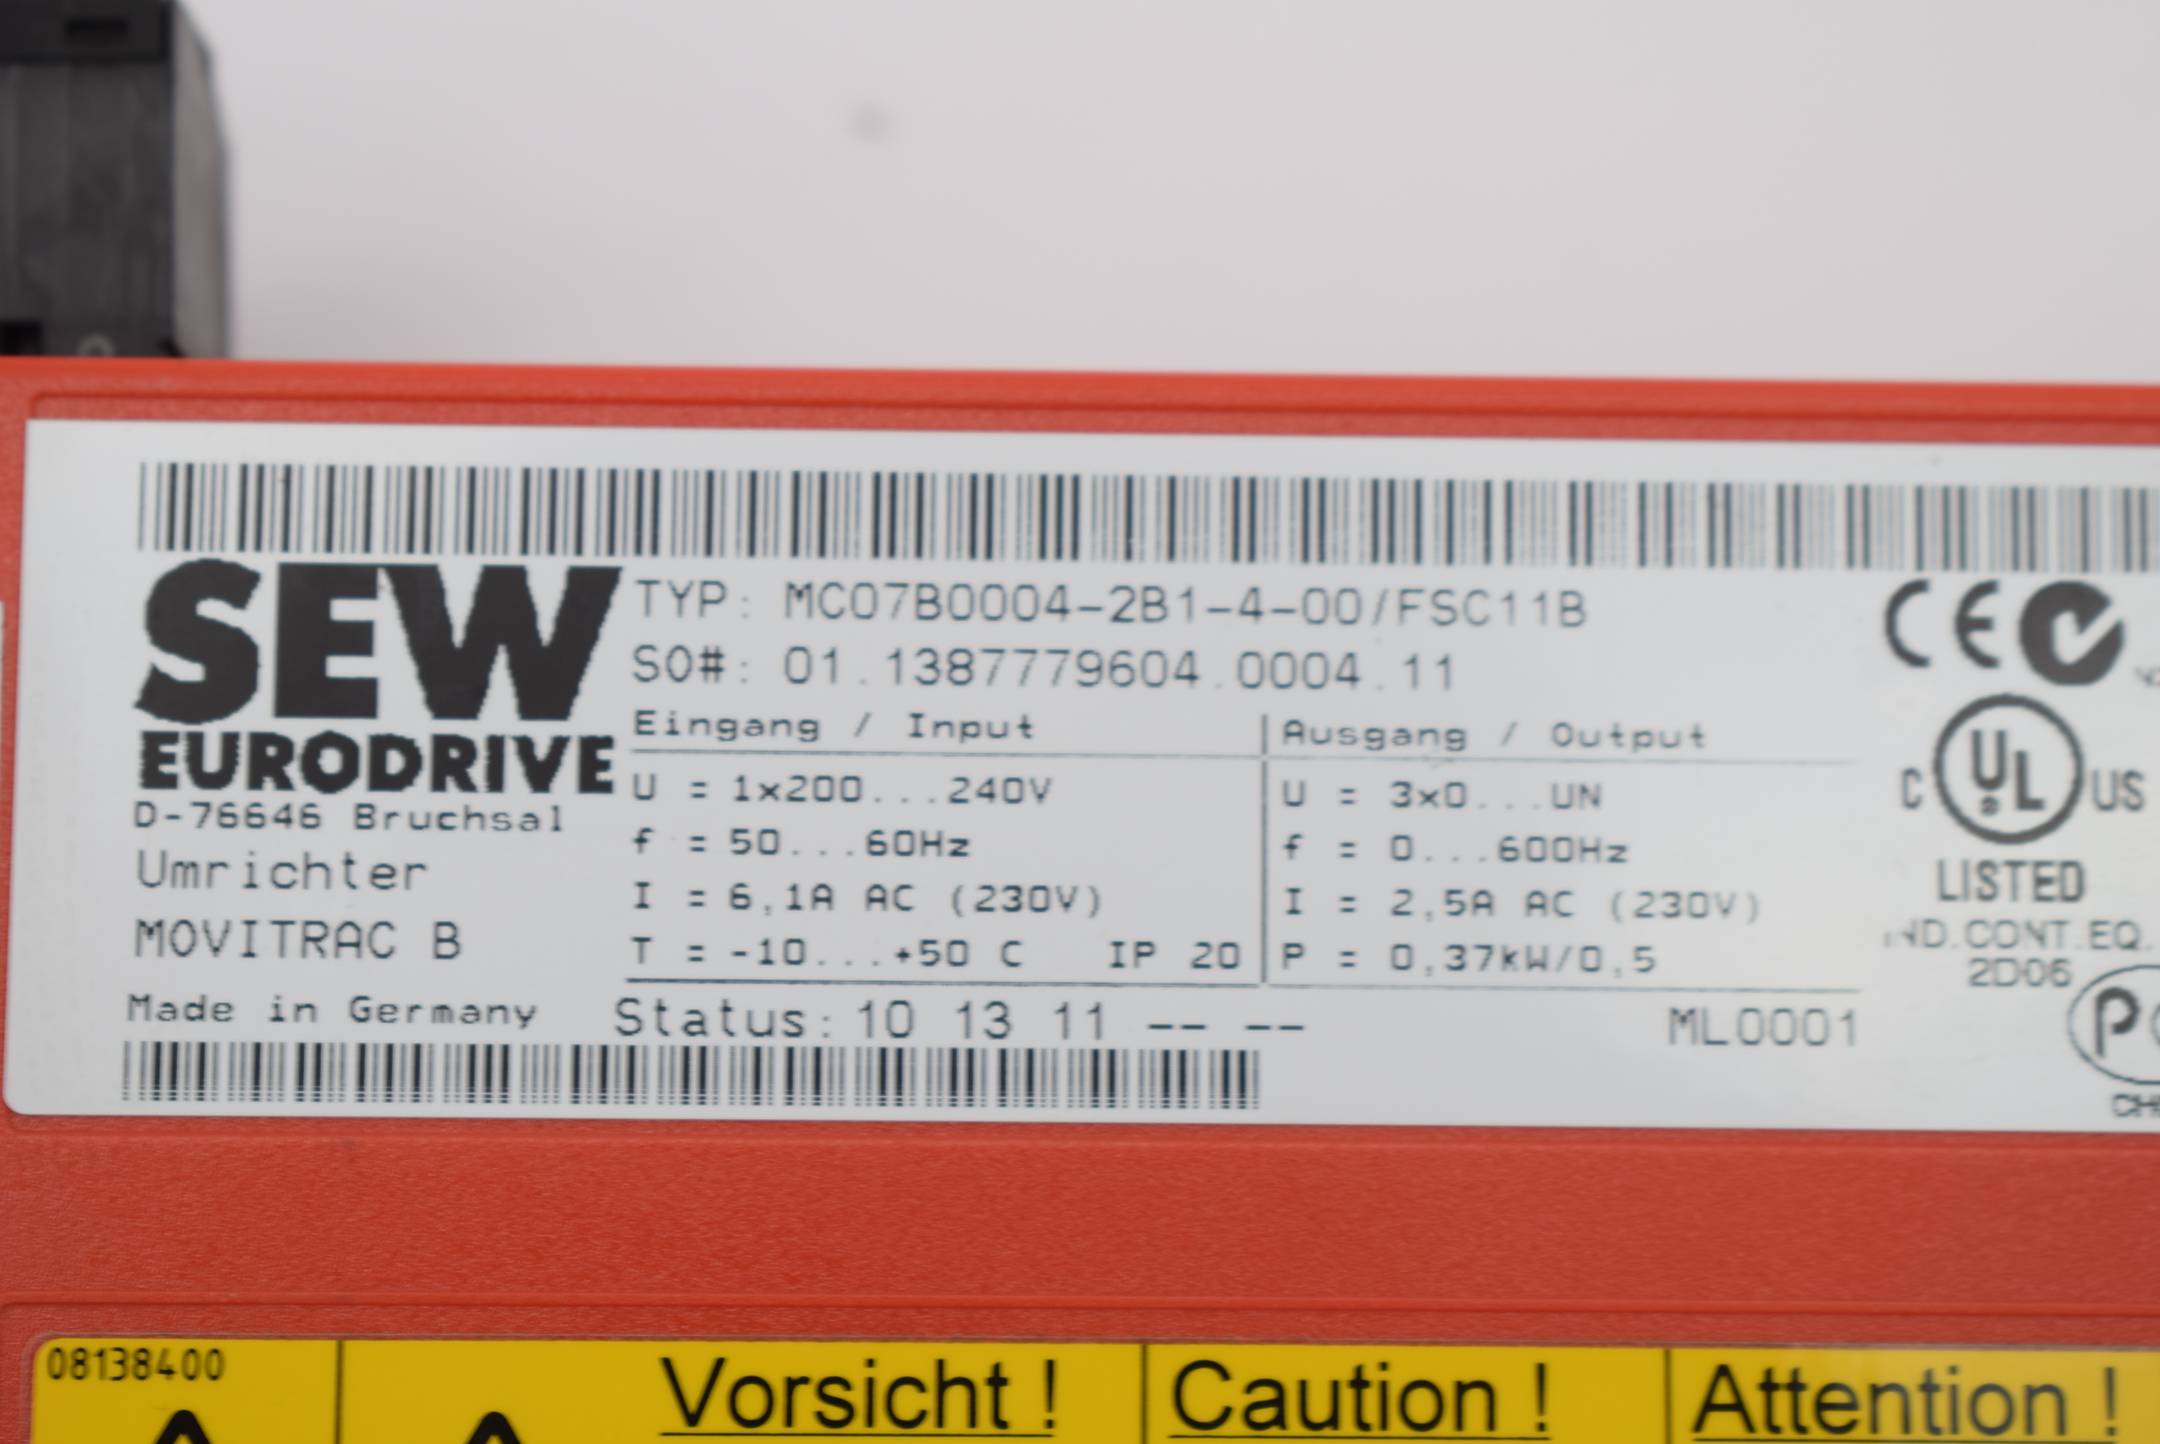 SEW
EURODRIVE
D-76646 Bruchsal
Umrichter
MOVITRAC B
Made in Germany
TYP: MC07B0004-2B1-4-00/FSC11B
SO#: 01.1387779604.0004.11
Eingang / Input
U = 1x200...240V
f = 50...60Hz
I = 6,1A AC (230V)
T = -10...+50 C IP 20
Ausgang / Output
U = 3x0...UN
f = 0...600Hz
I = 2,5A AC (230V)
P = 0,37kW/0,5
Status: 10 13 11 -- --
ML0001
CE
C UL US
LISTED
IND.CONT.EQ.
2D06
08138400
Vorsicht !
Caution !
Attention !